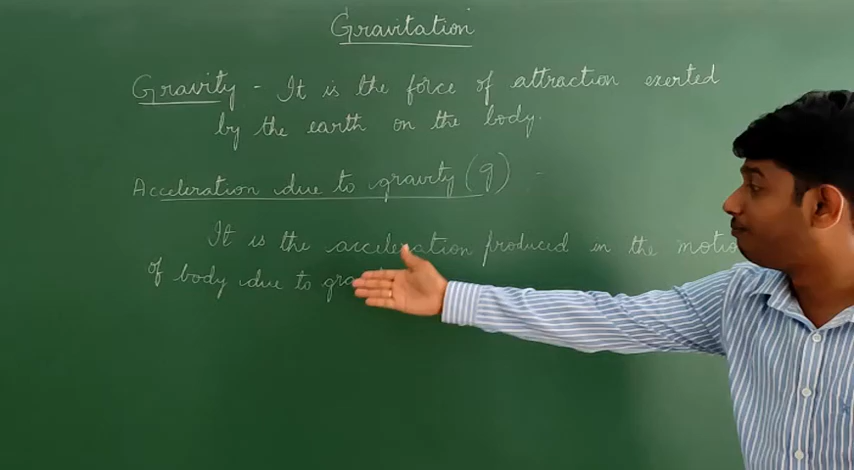 Gravitation
Gravity - It is the force of attraction exerted
by the earth on the body.
Acceleration due to gravity (g) -
It is the acceleration produced in the
of body due to